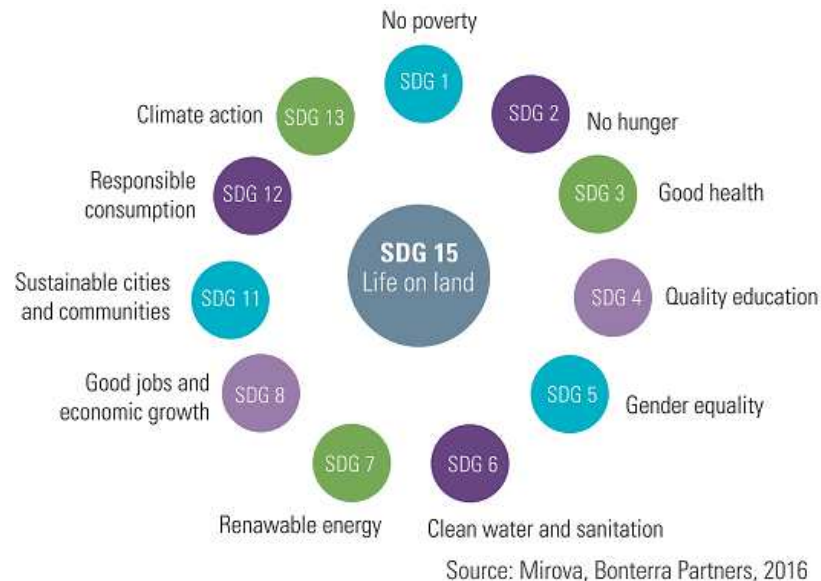 No poverty
SDG 1
SDG 2
No hunger
SDG 3
Good health
SDG 4
Quality education
SDG 5
Gender equality
SDG 6
Clean water and sanitation
SDG 7
Renawable energy
SDG 8
Good jobs and
economic growth
SDG 11
Sustainable cities
and communities
SDG 12
Responsible
consumption
SDG 13
Climate action
SDG 15
Life on land
Source: Mirova, Bonterra Partners, 2016